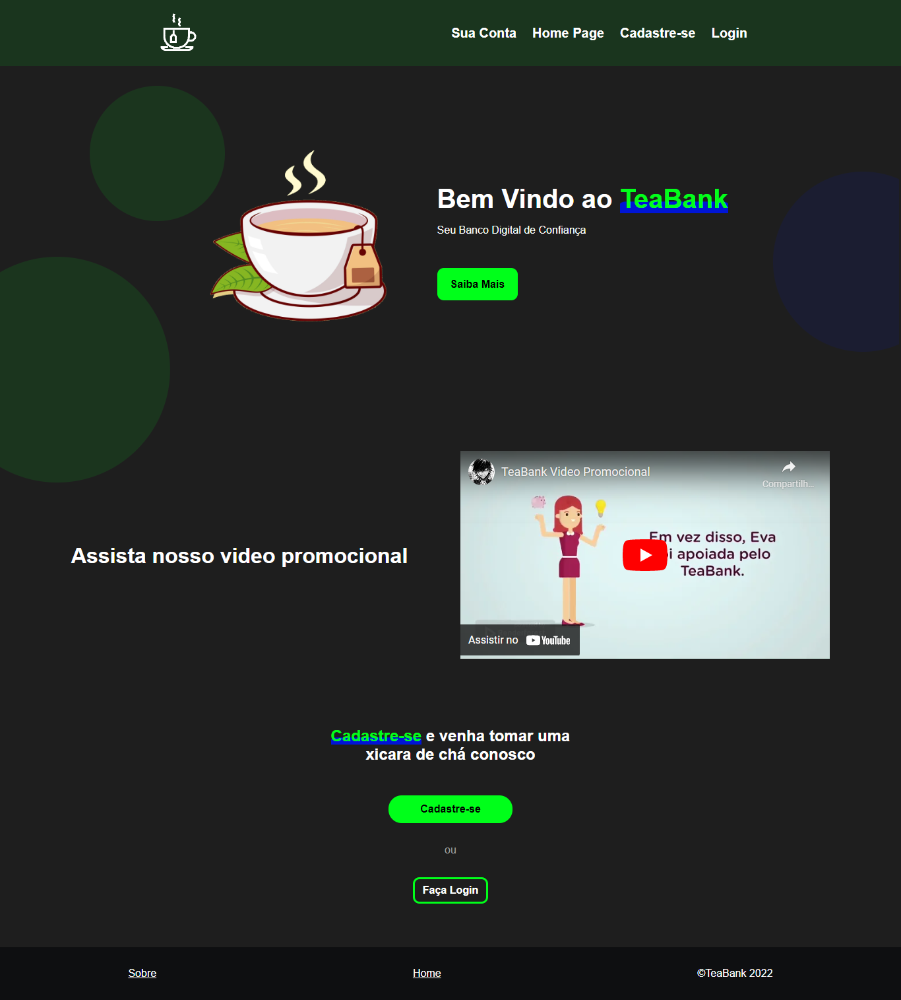 Sua Conta Home Page Cadastre-se Login
Bem Vindo ao TeaBank
Seu Banco Digital de Confiança
Saiba Mais
TeaBank Video Promocional
Compartilh...
Em vez disso, Eva
oi apoiada pelo
TeaBank.
Assista nosso video promocional
Assistir no YouTube
Cadastre-se e venha tomar uma
xicara de chá conosco
Cadastre-se
ou
Faça Login
Sobre Home ©TeaBank 2022